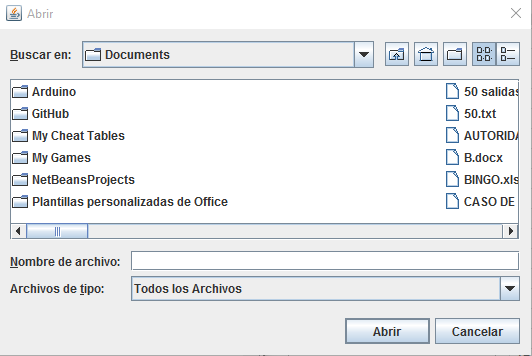 Abrir
Buscar en: Documents
Arduino
GitHub
My Cheat Tables
My Games
NetBeansProjects
Plantillas personalizadas de Office
50 salidas
50.txt
AUTORIDA
B.docx
BINGO.xls
CASO DE
Nombre de archivo:
Archivos de tipo: Todos los Archivos
Abrir Cancelar